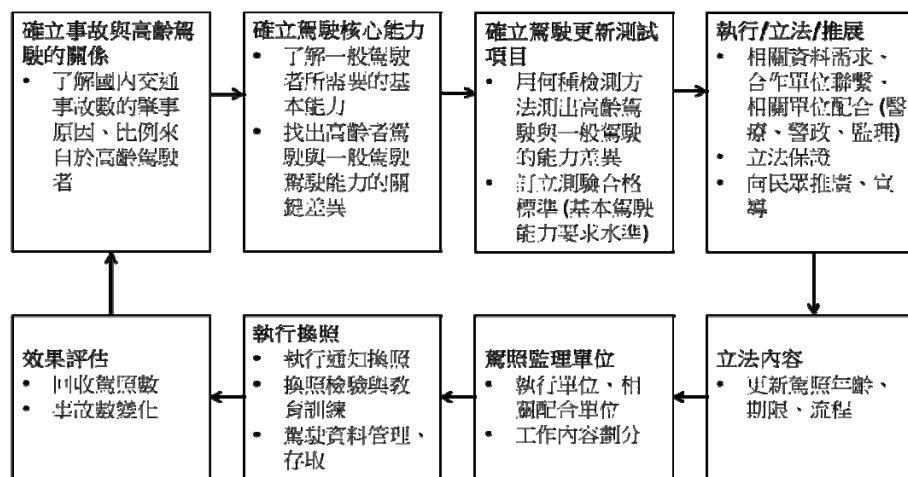 確立事故與高齡駕
駛的關係
• 了解國內交通
事故數的肇事
原因、比例來
自於高齡駕駛
者
確立駕駛核心能力
• 了解一般駕駛
者所需要的基
本能力
• 找出高齡者駕
駛與一般駕駛
駕駛能力的關
鍵差異
確立駕駛更新測試
項目
• 用何種檢測方
法測出高齡駕
駛與一般駕駛
的能力差異
• 訂立測驗合格
標準 (基本駕駛
能力要求水準)
執行/立法/推展
• 相關資料需求、
合作單位聯繫、
相關單位配合 (醫
療、警政、監理)
• 立法保證
• 向民眾推廣、宣
導
立法內容
• 更新駕照年齡、
期限、流程
駕照監理單位
• 執行單位、相
關配合單位
• 工作內容劃分
執行換照
• 執行通知換照
• 換照檢驗與教
育訓練
• 駕駛資料管理、
存取
效果評估
• 回收駕照數
• 事故數變化